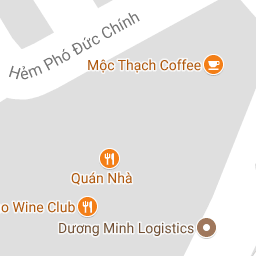 Hẻm Phó Đức Chính
Mộc Thạch Coffee
Quán Nhà
o Wine Club
Dương Minh Logistics